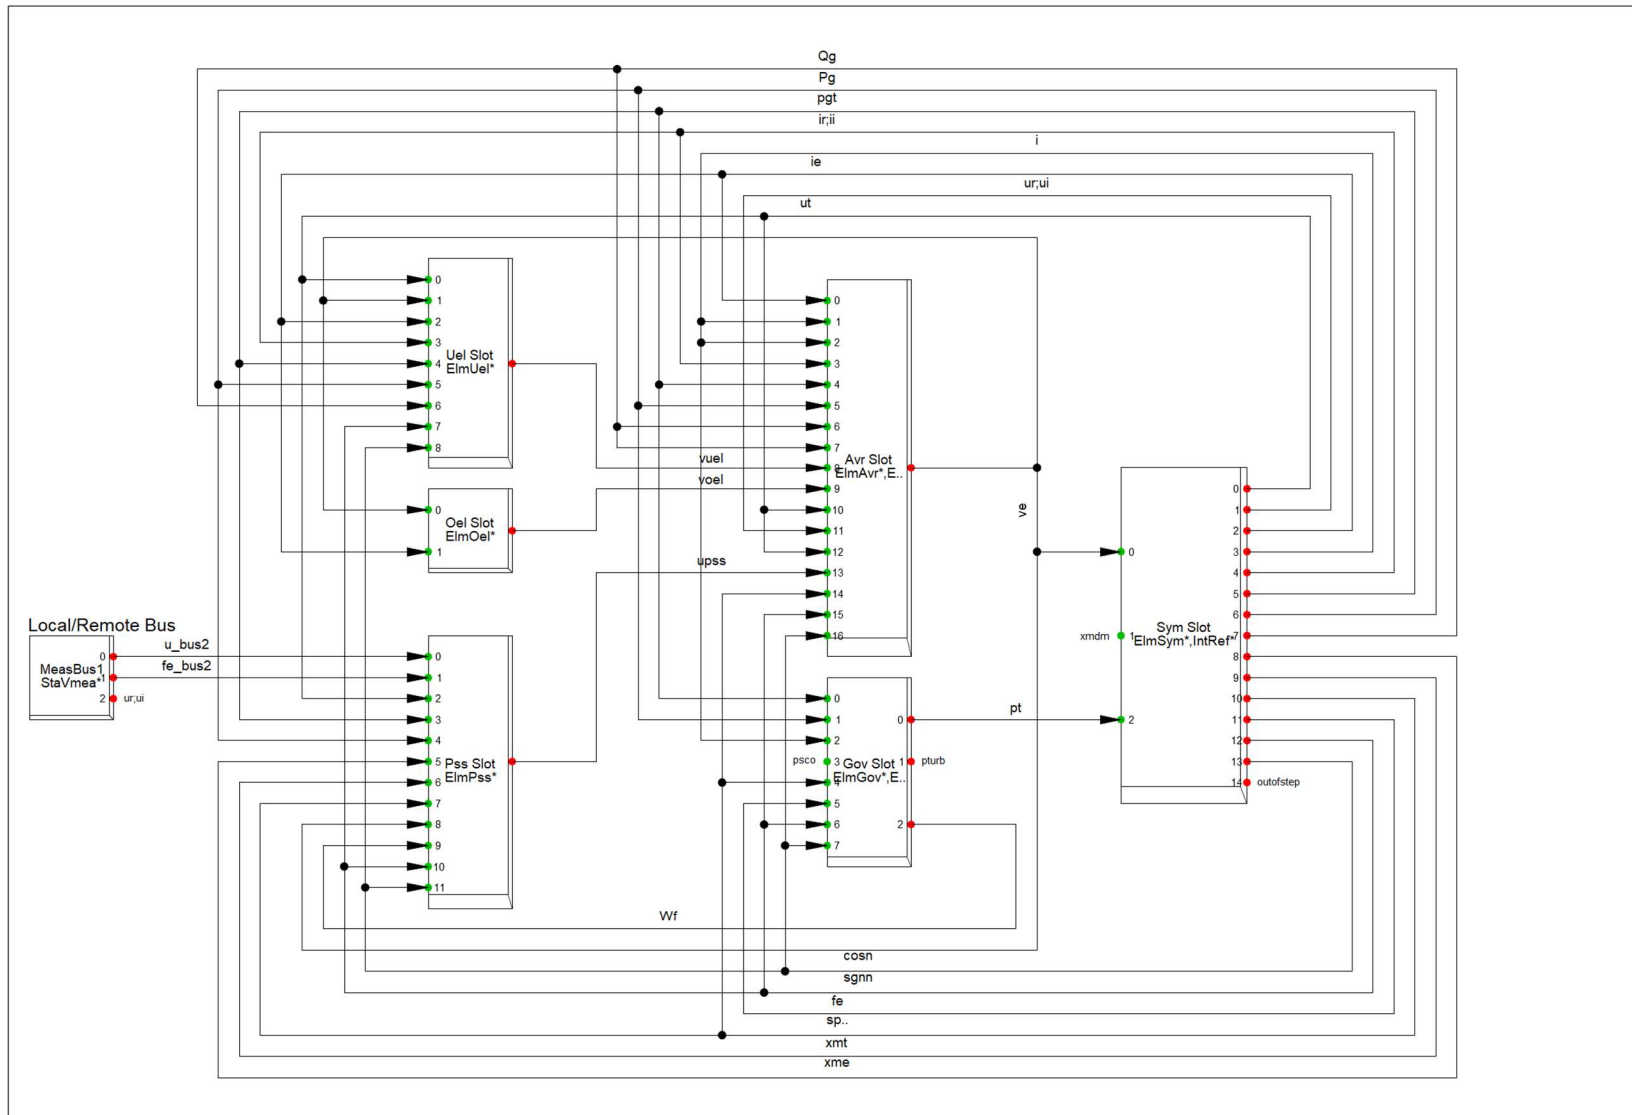 Qg
Pg
pgt
ir;ii
i
ie
ur;ui
ut
0
1
2
3
4
5
6
7
8
Uel Slot
ElmUel*
0
1
Oel Slot
ElmOel*
vuel
voel
upss
0
1
2
3
4
5
6
7
8
9
10
11
12
13
14
15
16
Avr Slot
ElmAvr*,E..
ve
0
xmdm
1
2
Sym Slot
ElmSym*,IntRef*
0
1
2
3
4
5
6
7
8
9
10
11
12
13
14
outofstep
Local/Remote Bus
MeasBus1
StaVmea*
0
1
2
ur;ui
u_bus2
fe_bus2
0
1
2
3
4
5
6
7
8
9
10
11
Pss Slot
ElmPss*
0
1
2
psco
3
4
5
6
7
Gov Slot
ElmGov*,E..
0
1
pturb
2
pt
Wf
cosn
sgnn
fe
sp..
xmt
xme